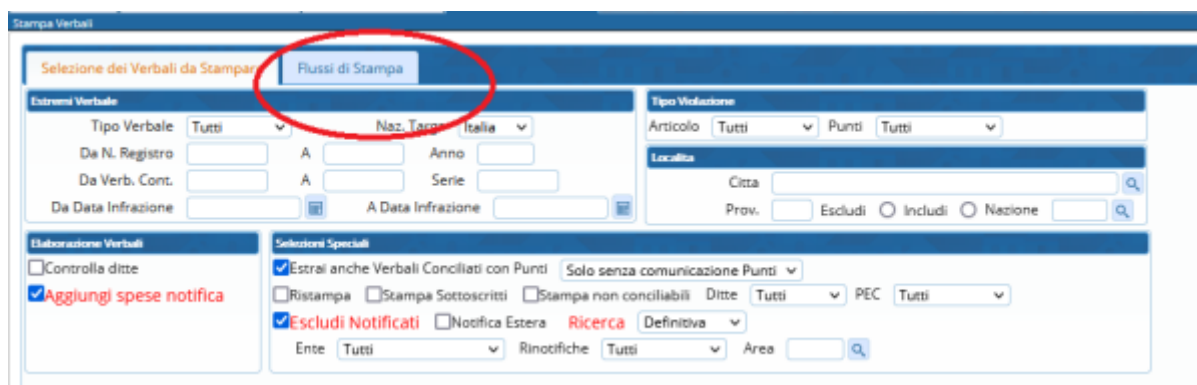 Stampa Verbali
Selezione dei Verbali da Stampare Flussi di Stampa
Estremi Verbale
Tipo Verbale Tutti Naz. Targa Italia
Da N. Registro A Anno
Da Verb. Cont. A Serie
Da Data Infrazione A Data Infrazione
Tipo Violazione
Articolo Tutti Punti Tutti
Localita
Citta
Prov. Escludi Includi Nazione
Elaborazione Verbali
Controlla ditte
Aggiungi spese notifica
Selezioni Speciali
Estrai anche Verbali Conciliati con Punti Solo senza comunicazione Punti
Ristampa Stampa Sottoscritti Stampa non conciliabili Ditte Tutti PEC Tutti
Escludi Notificati Notifica Estera Ricerca Definitiva
Ente Tutti Rinotifiche Tutti Area